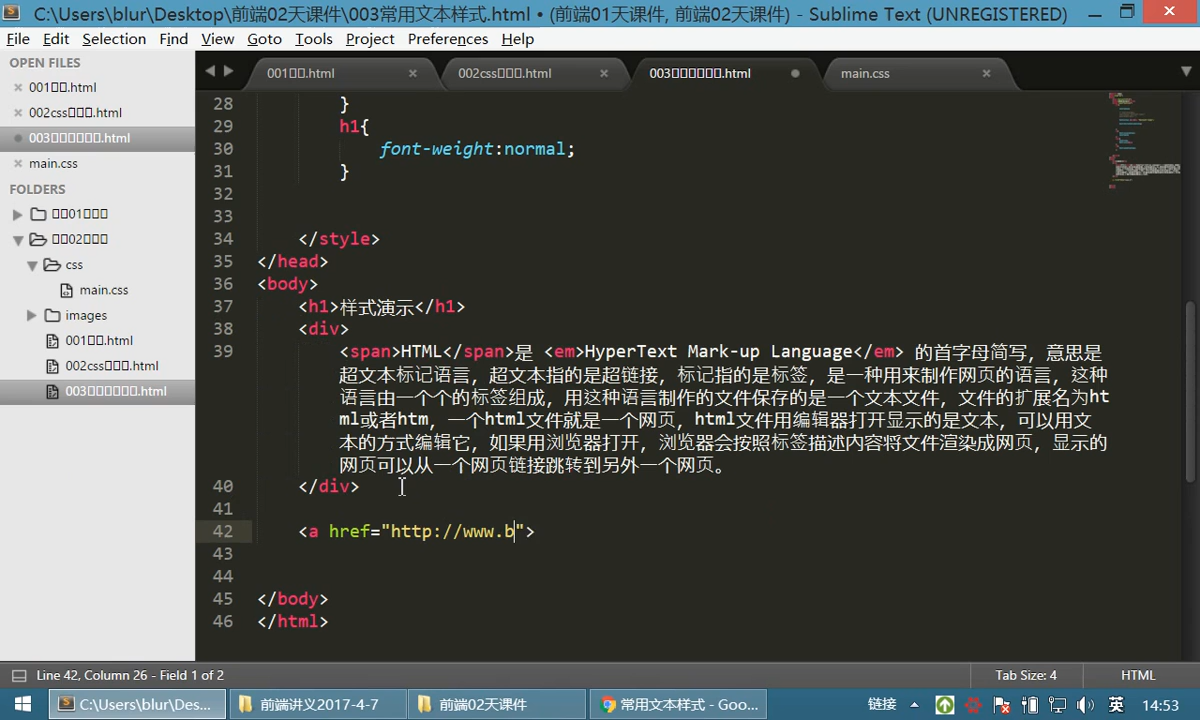 C:\Users\blur\Desktop\前端02天课件\003常用文本样式.html • (前端01天课件, 前端02天课件) - Sublime Text (UNREGISTERED)
File Edit Selection Find View Goto Tools Project Preferences Help
OPEN FILES
001▯▯.html
002css▯▯▯.html
003▯▯▯▯▯▯.html
main.css
FOLDERS
▯▯01▯▯▯
▯▯02▯▯▯
css
main.css
images
001▯▯.html
002css▯▯▯.html
003▯▯▯▯▯▯.html
001▯▯.html
002css▯▯▯.html
003▯▯▯▯▯▯.html
main.css
28 }
29 h1{
30 font-weight:normal;
31 }
32
33
34 </style>
35 </head>
36 <body>
37 <h1>样式演示</h1>
38 <div>
39 <span>HTML</span>是 <em>HyperText Mark-up Language</em> 的首字母简写，意思是
超文本标记语言，超文本指的是超链接，标记指的是标签，是一种用来制作网页的语言，这种
语言由一个个的标签组成，用这种语言制作的文件保存的是一个文本文件，文件的扩展名为ht
ml或者htm，一个html文件就是一个网页，html文件用编辑器打开显示的是文本，可以用文
本的方式编辑它，如果用浏览器打开，浏览器会按照标签描述内容将文件渲染成网页，显示的
网页可以从一个网页链接跳转到另外一个网页。
40 </div>
41
42 <a href="http://www.b">
43
44
45 </body>
46 </html>
Line 42, Column 26 - Field 1 of 2
Tab Size: 4
HTML
C:\Users\blur\Des...
前端讲义2017-4-7
前端02天课件
常用文本样式 - Goo...
链接
英
14:53